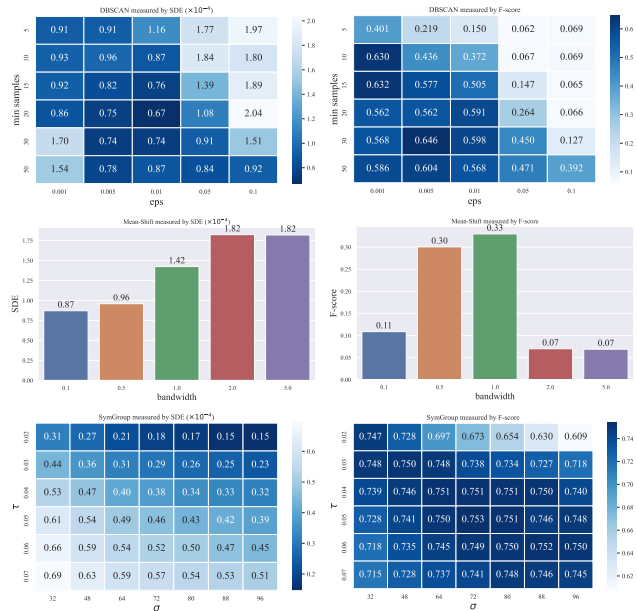 DBSCAN measured by SDE (×10⁻⁴)
min samples
5 0.91 0.91 1.16 1.77 1.97
10 0.93 0.96 0.87 1.84 1.80
15 0.92 0.82 0.76 1.39 1.89
20 0.86 0.75 0.67 1.08 2.04
30 1.70 0.74 0.74 0.91 1.51
50 1.54 0.78 0.87 0.84 0.92
0.001 0.005 0.01 0.05 0.1
eps
2.0
1.8
1.6
1.4
1.2
1.0
0.8
DBSCAN measured by F-score
min samples
5 0.401 0.219 0.150 0.062 0.069
10 0.630 0.436 0.372 0.067 0.069
15 0.632 0.577 0.505 0.147 0.065
20 0.562 0.562 0.591 0.264 0.066
30 0.568 0.646 0.598 0.450 0.127
50 0.586 0.604 0.568 0.471 0.392
0.001 0.005 0.01 0.05 0.1
eps
0.6
0.5
0.4
0.3
0.2
0.1
Mean-Shift measured by SDE (×10⁻⁴)
SDE
1.75
1.50
1.25
1.00
0.75
0.50
0.25
0.00
0.87 0.96 1.42 1.82 1.82
0.1 0.5 1.0 2.0 5.0
bandwidth
Mean-Shift measured by F-score
F-score
0.30
0.25
0.20
0.15
0.10
0.05
0.00
0.11 0.30 0.33 0.07 0.07
0.1 0.5 1.0 2.0 5.0
bandwidth
SymGroup measured by SDE (×10⁻⁴)
τ
0.02 0.31 0.27 0.21 0.18 0.17 0.15 0.15
0.03 0.44 0.36 0.31 0.29 0.26 0.25 0.23
0.04 0.53 0.47 0.40 0.38 0.34 0.33 0.32
0.05 0.61 0.54 0.49 0.46 0.43 0.42 0.39
0.06 0.66 0.59 0.54 0.52 0.50 0.47 0.45
0.07 0.69 0.63 0.59 0.57 0.54 0.53 0.51
32 48 64 72 80 88 96
σ
0.6
0.5
0.4
0.3
0.2
SymGroup measured by F-score
τ
0.02 0.747 0.728 0.697 0.673 0.654 0.630 0.609
0.03 0.748 0.750 0.748 0.738 0.734 0.727 0.718
0.04 0.739 0.746 0.751 0.751 0.751 0.750 0.740
0.05 0.728 0.741 0.750 0.753 0.751 0.746 0.748
0.06 0.718 0.735 0.745 0.749 0.750 0.752 0.750
0.07 0.715 0.728 0.737 0.741 0.748 0.746 0.745
32 48 64 72 80 88 96
σ
0.74
0.72
0.70
0.68
0.66
0.64
0.62